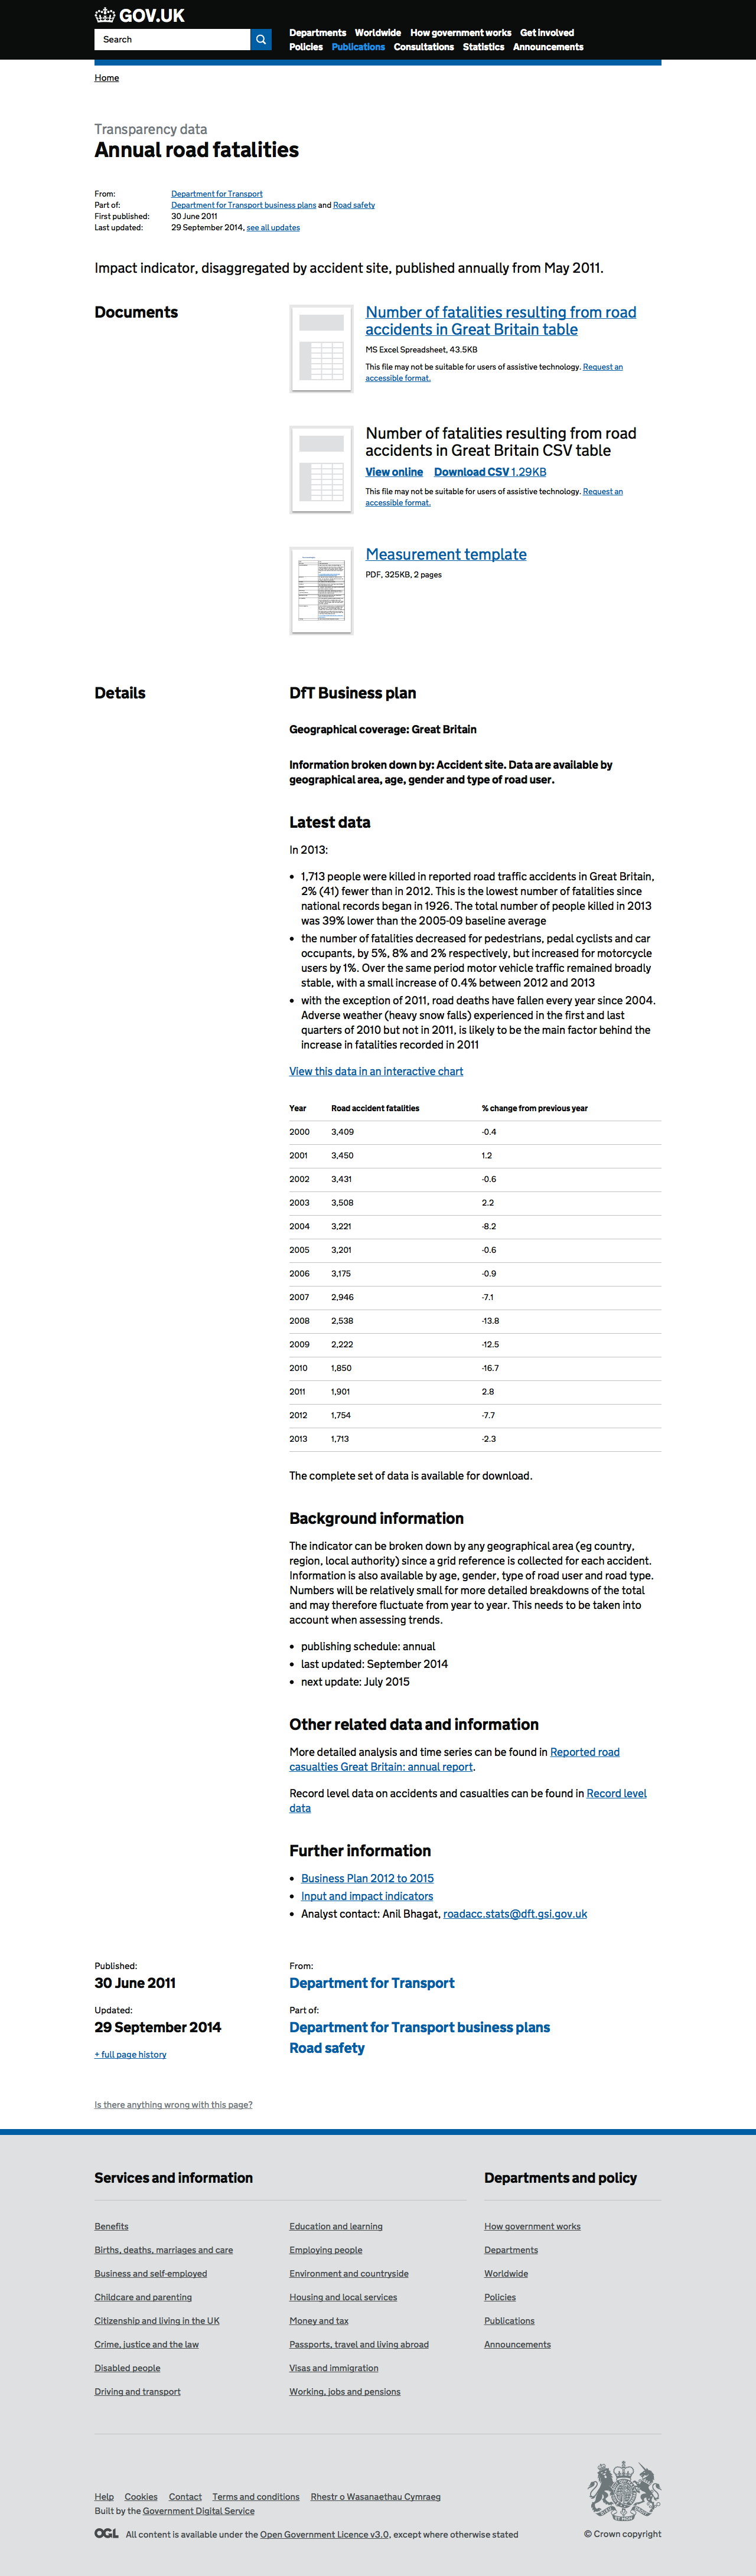 GOV.UK
Search
Departments Worldwide How government works Get involved
Policies Publications Consultations Statistics Announcements
Home
Transparency data
Annual road fatalities
From: Department for Transport
Part of: Department for Transport business plans and Road safety
First published: 30 June 2011
Last updated: 29 September 2014, see all updates
Impact indicator, disaggregated by accident site, published annually from May 2011.
Documents
Number of fatalities resulting from road
accidents in Great Britain table
MS Excel Spreadsheet, 43.5KB
This file may not be suitable for users of assistive technology. Request an
accessible format.
Number of fatalities resulting from road
accidents in Great Britain CSV table
View online Download CSV 1.29KB
This file may not be suitable for users of assistive technology. Request an
accessible format.
Measurement template
PDF, 325KB, 2 pages
Details
DfT Business plan
Geographical coverage: Great Britain
Information broken down by: Accident site. Data are available by
geographical area, age, gender and type of road user.
Latest data
In 2013:
• 1,713 people were killed in reported road traffic accidents in Great Britain,
2% (41) fewer than in 2012. This is the lowest number of fatalities since
national records began in 1926. The total number of people killed in 2013
was 39% lower than the 2005-09 baseline average
• the number of fatalities decreased for pedestrians, pedal cyclists and car
occupants, by 5%, 8% and 2% respectively, but increased for motorcycle
users by 1%. Over the same period motor vehicle traffic remained broadly
stable, with a small increase of 0.4% between 2012 and 2013
• with the exception of 2011, road deaths have fallen every year since 2004.
Adverse weather (heavy snow falls) experienced in the first and last
quarters of 2010 but not in 2011, is likely to be the main factor behind the
increase in fatalities recorded in 2011
View this data in an interactive chart
Year Road accident fatalities % change from previous year
2000 3,409 -0.4
2001 3,450 1.2
2002 3,431 -0.6
2003 3,508 2.2
2004 3,221 -8.2
2005 3,201 -0.6
2006 3,175 -0.9
2007 2,946 -7.1
2008 2,538 -13.8
2009 2,222 -12.5
2010 1,850 -16.7
2011 1,901 2.8
2012 1,754 -7.7
2013 1,713 -2.3
The complete set of data is available for download.
Background information
The indicator can be broken down by any geographical area (eg country,
region, local authority) since a grid reference is collected for each accident.
Information is also available by age, gender, type of road user and road type.
Numbers will be relatively small for more detailed breakdowns of the total
and may therefore fluctuate from year to year. This needs to be taken into
account when assessing trends.
• publishing schedule: annual
• last updated: September 2014
• next update: July 2015
Other related data and information
More detailed analysis and time series can be found in Reported road
casualties Great Britain: annual report.
Record level data on accidents and casualties can be found in Record level
data
Further information
• Business Plan 2012 to 2015
• Input and impact indicators
• Analyst contact: Anil Bhagat, roadacc.stats@dft.gsi.gov.uk
Published:
30 June 2011
Updated:
29 September 2014
+ full page history
From:
Department for Transport
Part of:
Department for Transport business plans
Road safety
Is there anything wrong with this page?
Services and information
Benefits
Births, deaths, marriages and care
Business and self-employed
Childcare and parenting
Citizenship and living in the UK
Crime, justice and the law
Disabled people
Driving and transport
Education and learning
Employing people
Environment and countryside
Housing and local services
Money and tax
Passports, travel and living abroad
Visas and immigration
Working, jobs and pensions
Departments and policy
How government works
Departments
Worldwide
Policies
Publications
Announcements
Help Cookies Contact Terms and conditions Rhestr o Wasanaethau Cymraeg
Built by the Government Digital Service
OGL All content is available under the Open Government Licence v3.0, except where otherwise stated
© Crown copyright